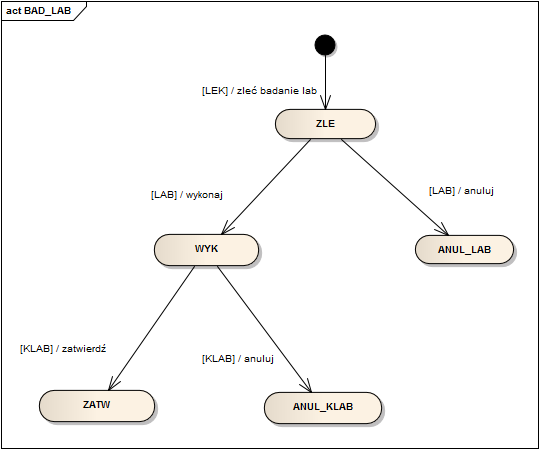 act BAD_LAB
[LEK] / zleć badanie lab
ZLE
[LAB] / wykonaj
[LAB] / anuluj
WYK
ANUL_LAB
[KLAB] / zatwierdź
[KLAB] / anuluj
ZATW
ANUL_KLAB